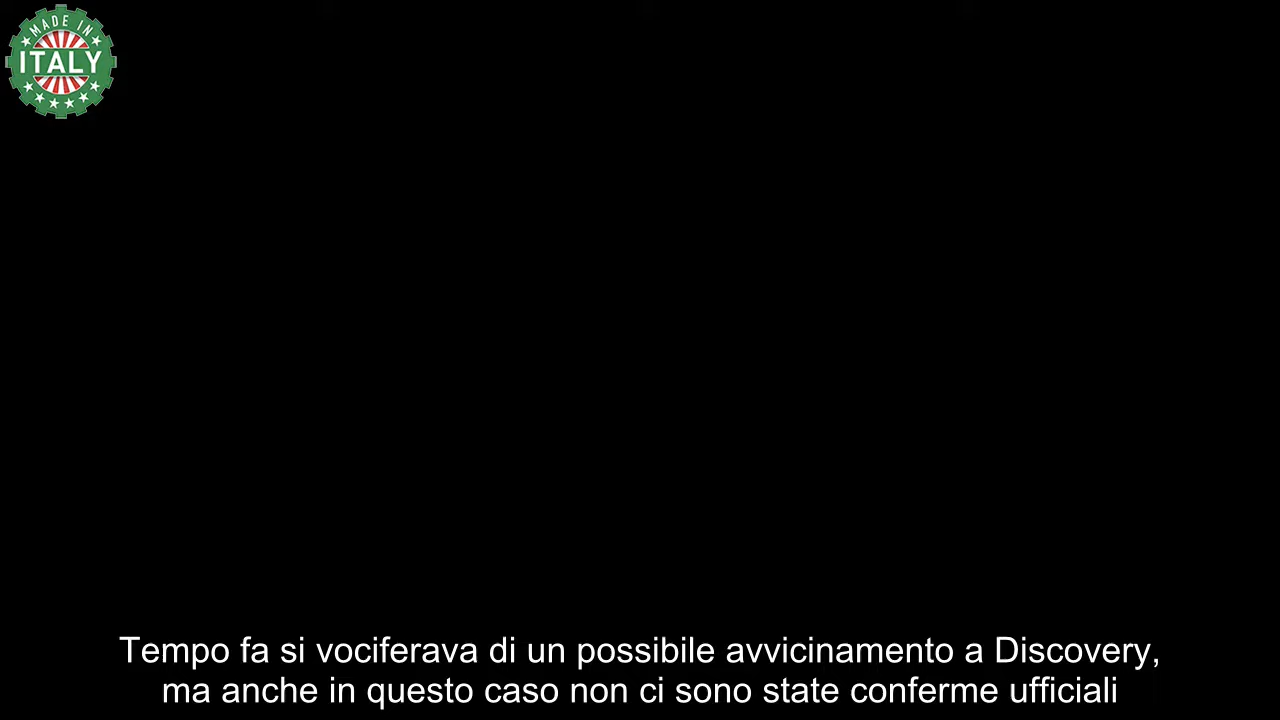 MADE IN
ITALY
Tempo fa si vociferava di un possibile avvicinamento a Discovery,
ma anche in questo caso non ci sono state conferme ufficiali